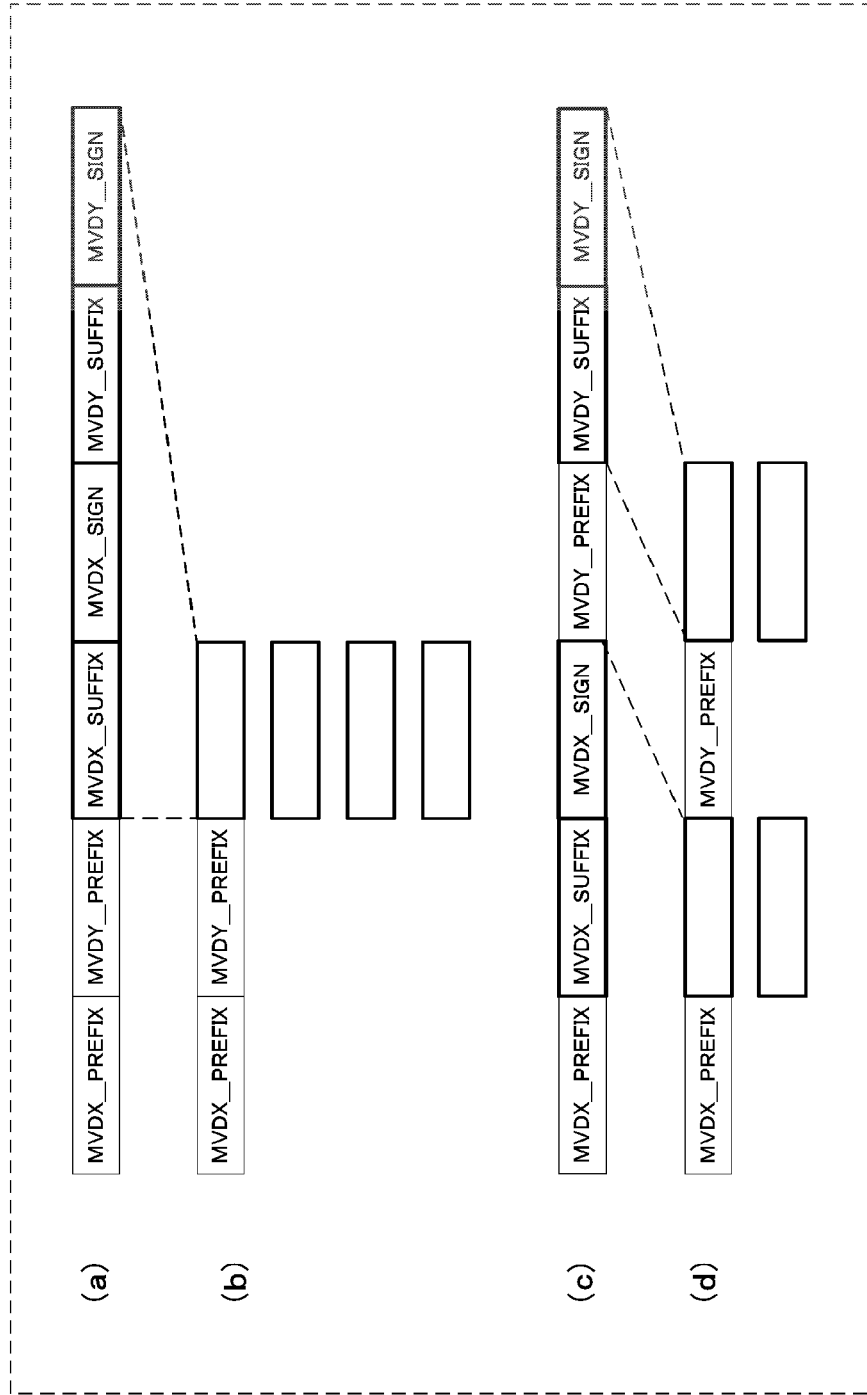 (a) MVDX_PREFIX MVDY_PREFIX MVDX_SUFFIX MVDX_SIGN MVDY_SUFFIX MVDY_SIGN
(b) MVDX_PREFIX MVDY_PREFIX
(c) MVDX_PREFIX MVDX_SUFFIX MVDX_SIGN MVDY_PREFIX MVDY_SUFFIX MVDY_SIGN
(d) MVDX_PREFIX MVDY_PREFIX